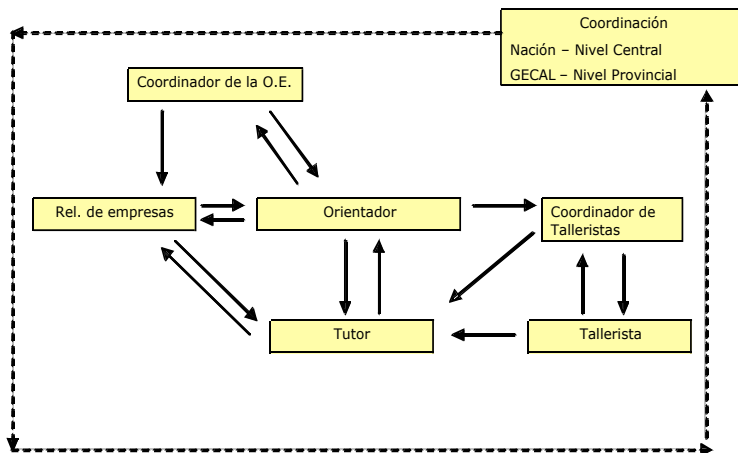 Coordinación
Nación – Nivel Central
GECAL – Nivel Provincial
Coordinador de la O.E.
Rel. de empresas
Orientador
Coordinador de
Talleristas
Tutor
Tallerista